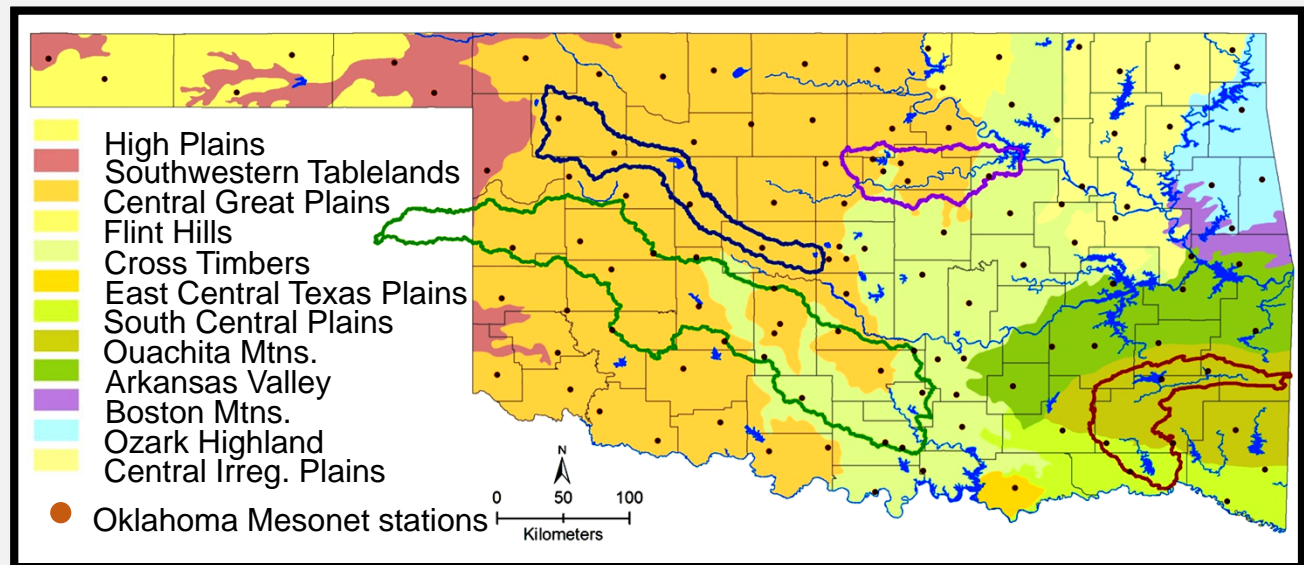 High Plains
Southwestern Tablelands
Central Great Plains
Flint Hills
Cross Timbers
East Central Texas Plains
South Central Plains
Ouachita Mtns.
Arkansas Valley
Boston Mtns.
Ozark Highland
Central Irreg. Plains
Oklahoma Mesonet stations
N
0 50 100
Kilometers